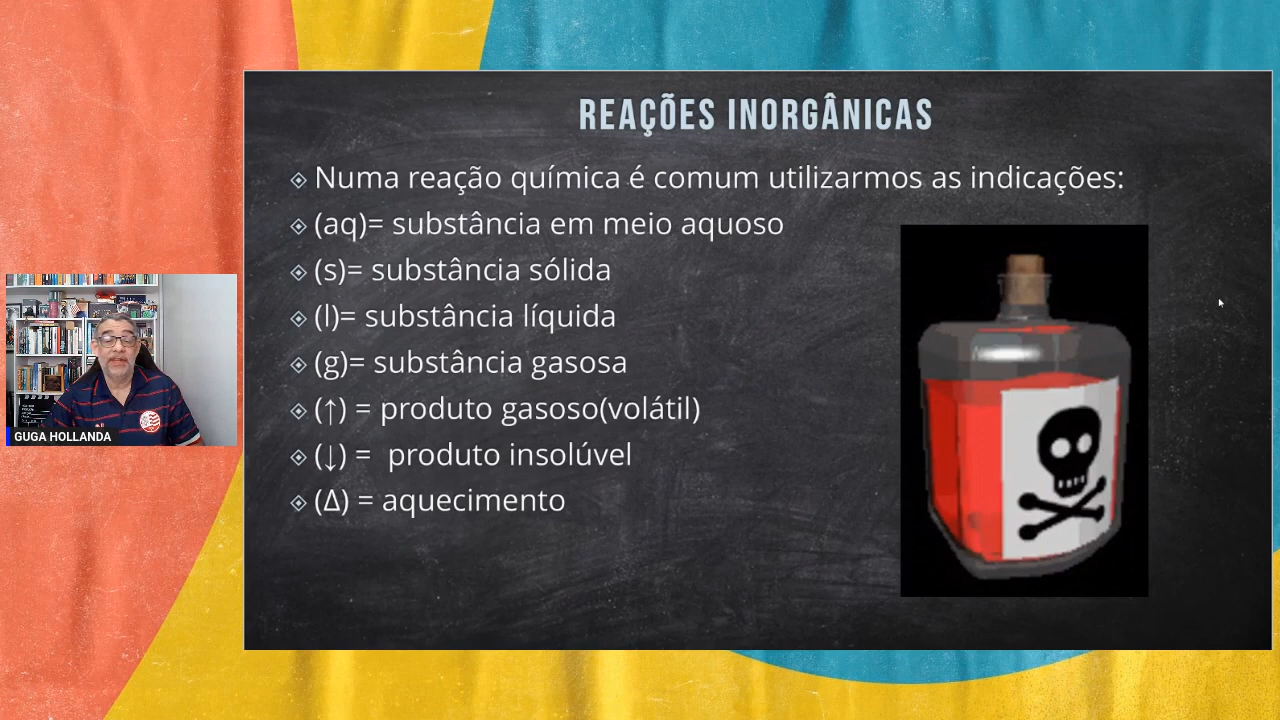 REAÇÕES INORGÂNICAS
Numa reação química é comum utilizarmos as indicações:
(aq)= substância em meio aquoso
(s)= substância sólida
(l)= substância líquida
(g)= substância gasosa
(↑) = produto gasoso(volátil)
(↓) =  produto insolúvel
(Δ) = aquecimento
GUGA HOLLANDA